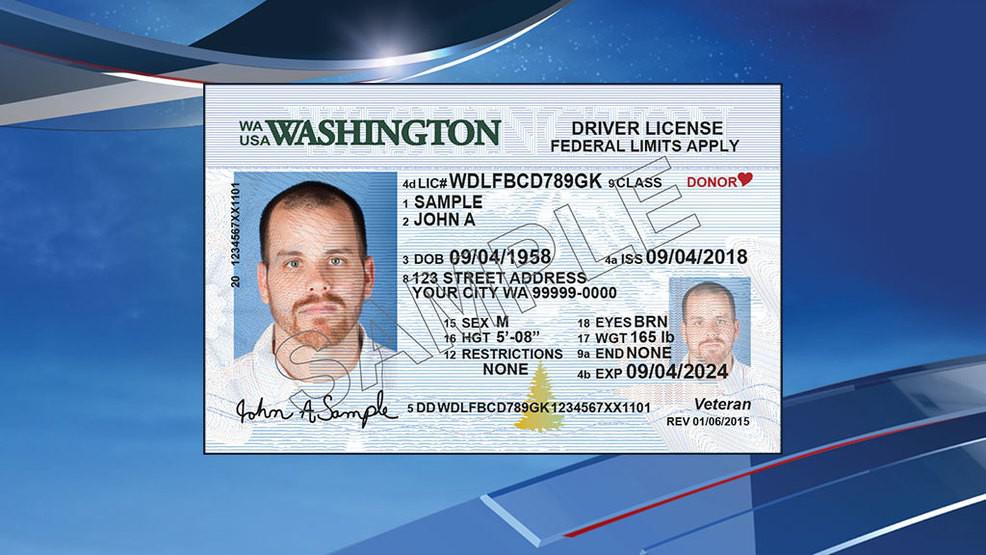 WA
USA WASHINGTON
DRIVER LICENSE
FEDERAL LIMITS APPLY
4d LIC# WDLFBCD789GK 9 CLASS DONOR
1 SAMPLE
2 JOHN A
20 1234567XX1101
3 DOB 09/04/1958 4a ISS 09/04/2018
8 123 STREET ADDRESS
YOUR CITY WA 99999-0000
15 SEX M 18 EYES BRN
16 HGT 5'-08" 17 WGT 165 lb
12 RESTRICTIONS 9a END NONE
NONE
4b EXP 09/04/2024
SAMPLE
John A Sample
5 DD WDLFBCD789GK1234567XX1101
Veteran
REV 01/06/2015